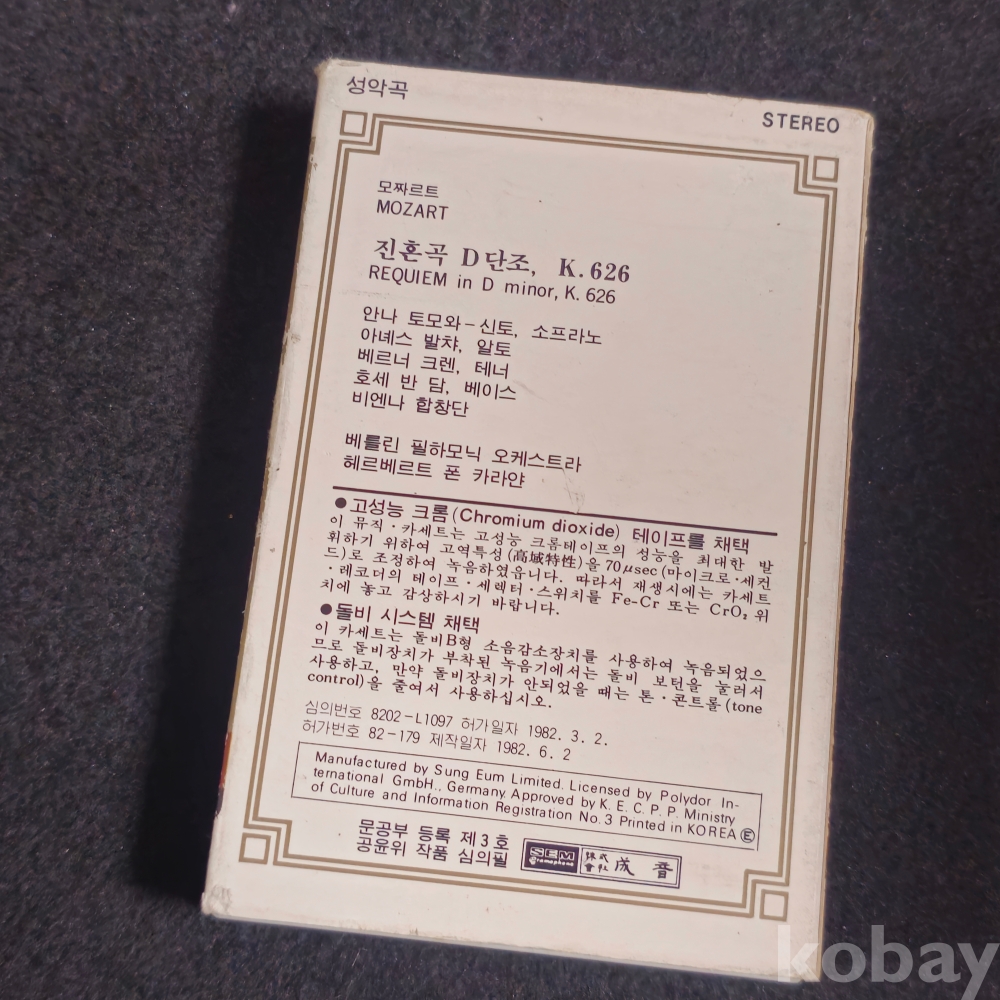 성악곡
STEREO
모짜르트
MOZART
진혼곡 D단조, K.626
REQUIEM in D minor, K. 626
안나 토모와-신토, 소프라노
아녜스 발챠, 알토
베르너 크렌, 테너
호세 반 담, 베이스
비엔나 합창단
베를린 필하모닉 오케스트라
헤르베르트 폰 카라얀
●고성능 크롬(Chromium dioxide) 테이프를 채택
이 뮤직·카세트는 고성능 크롬테이프의 성능을 최대한 발
휘하기 위하여 고역특성(高域特性)을 70μsec(마이크로·세컨
드)로 조정하여 녹음하였읍니다. 따라서 재생시에는 카세트
·레코더의 테이프·세렉터·스위치를 Fe-Cr 또는 CrO₂ 위
치에 놓고 감상하시기 바랍니다.
●돌비 시스템 채택
이 카세트는 돌비B형 소음감소장치를 사용하여 녹음되었으
므로 돌비장치가 부착된 녹음기에서는 돌비 보턴을 눌러서
사용하고, 만약 돌비장치가 안되었을 때는 톤·콘트롤(tone
control)을 줄여서 사용하십시오.
심의번호 8202-L1097 허가일자 1982. 3. 2.
허가번호 82-179 제작일자 1982. 6. 2
Manufactured by Sung Eum Limited. Licensed by Polydor In-
ternational GmbH., Germany. Approved by K. E. C. P. P. Ministry
of Culture and Information Registration No. 3 Printed in KOREA Ⓔ
문공부 등록 제3호
공윤위 작품 심의필
SEM
Gramophone
株式
會社
成音
kobay